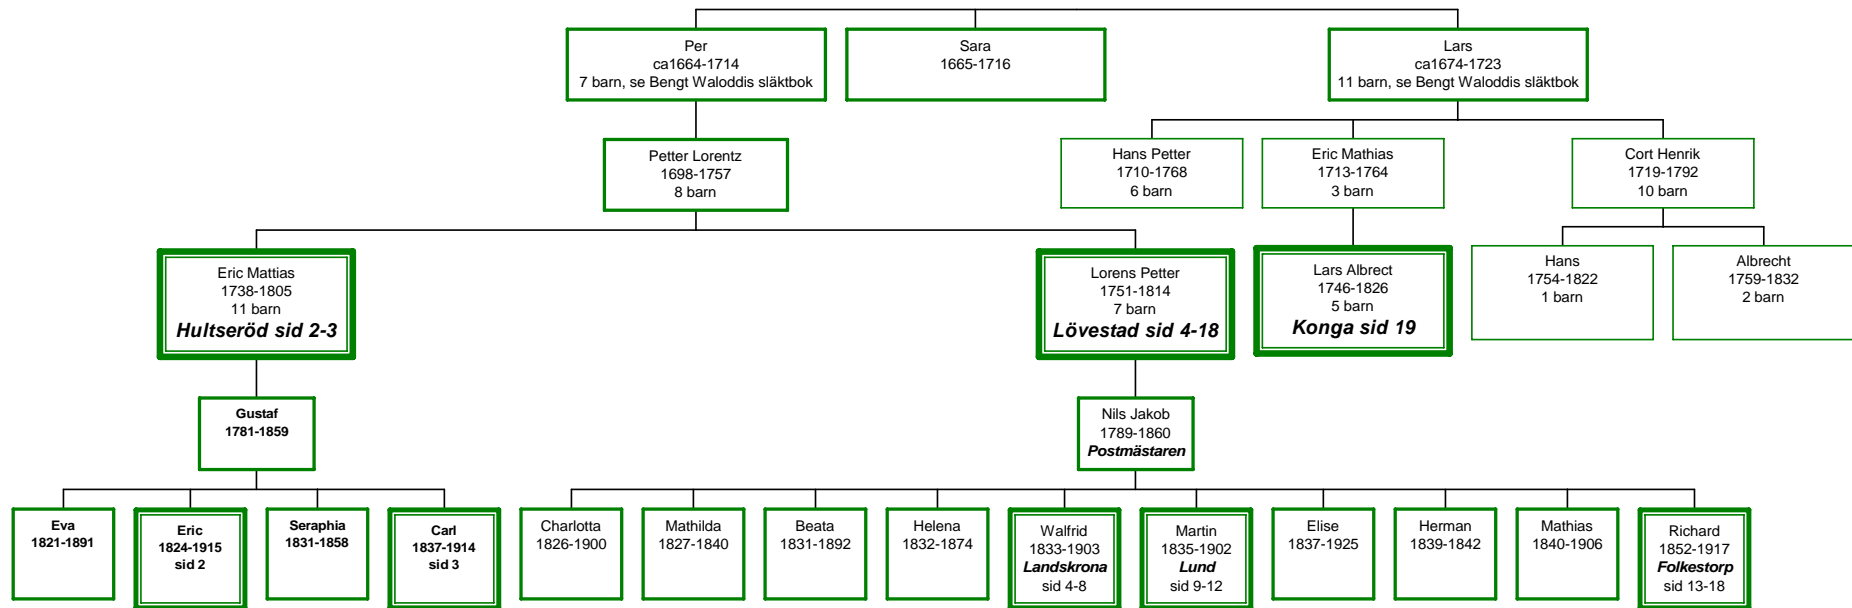 Per
ca1664-1714
7 barn, se Bengt Waloddis släktbok
Sara
1665-1716
Lars
ca1674-1723
11 barn, se Bengt Waloddis släktbok
Petter Lorentz
1698-1757
8 barn
Hans Petter
1710-1768
6 barn
Eric Mathias
1713-1764
3 barn
Cort Henrik
1719-1792
10 barn
Eric Mattias
1738-1805
11 barn
Hultseröd sid 2-3
Lorens Petter
1751-1814
7 barn
Lövestad sid 4-18
Lars Albrect
1746-1826
5 barn
Konga sid 19
Hans
1754-1822
1 barn
Albrecht
1759-1832
2 barn
Gustaf
1781-1859
Nils Jakob
1789-1860
Postmästaren
Eva
1821-1891
Eric
1824-1915
sid 2
Seraphia
1831-1858
Carl
1837-1914
sid 3
Charlotta
1826-1900
Mathilda
1827-1840
Beata
1831-1892
Helena
1832-1874
Walfrid
1833-1903
Landskrona
sid 4-8
Martin
1835-1902
Lund
sid 9-12
Elise
1837-1925
Herman
1839-1842
Mathias
1840-1906
Richard
1852-1917
Folkestorp
sid 13-18